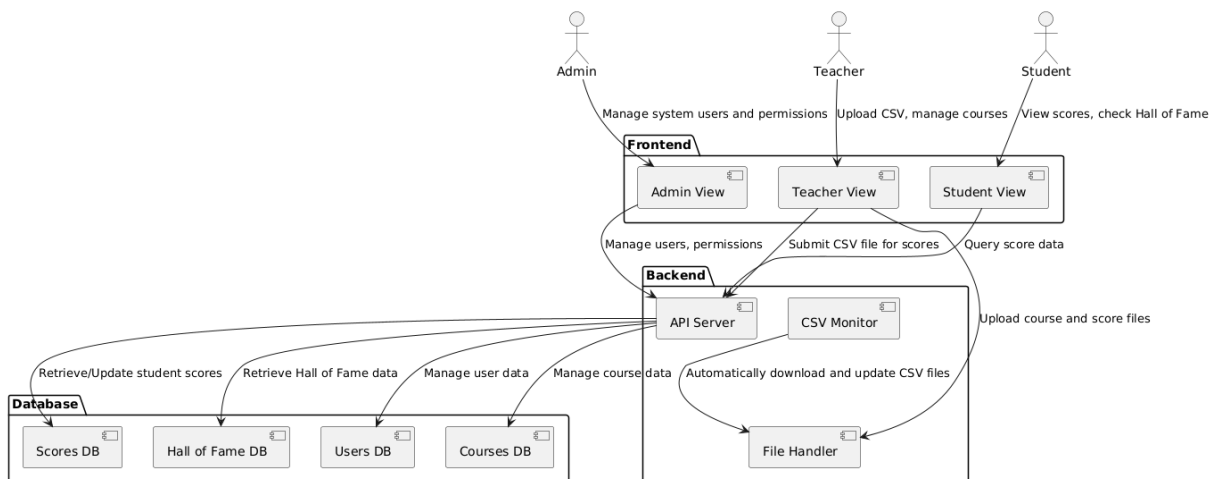 Admin
Teacher
Student
Manage system users and permissions
Upload CSV, manage courses
View scores, check Hall of Fame
Frontend
Admin View
Teacher View
Student View
Manage users, permissions
Submit CSV file for scores
Query score data
Backend
API Server
CSV Monitor
Upload course and score files
Retrieve/Update student scores
Retrieve Hall of Fame data
Manage user data
Manage course data
Automatically download and update CSV files
Database
Scores DB
Hall of Fame DB
Users DB
Courses DB
File Handler